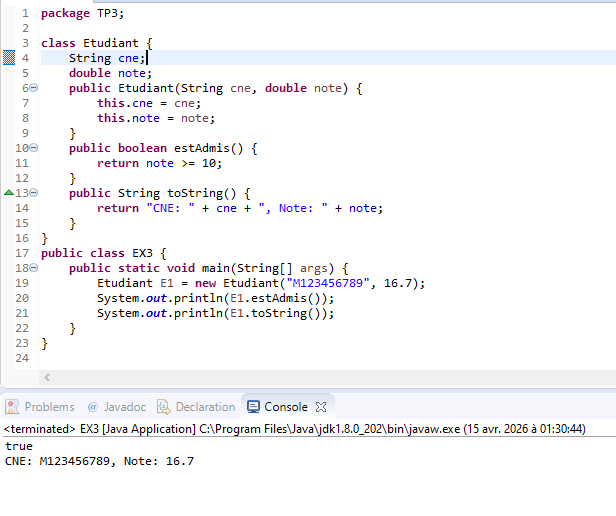 1 package TP3;
2
3 class Etudiant {
4     String cne;
5     double note;
6     public Etudiant(String cne, double note) {
7         this.cne = cne;
8         this.note = note;
9     }
10     public boolean estAdmis() {
11         return note >= 10;
12     }
13     public String toString() {
14         return "CNE: " + cne + ", Note: " + note;
15     }
16 }
17 public class EX3 {
18     public static void main(String[] args) {
19         Etudiant E1 = new Etudiant("M123456789", 16.7);
20         System.out.println(E1.estAdmis());
21         System.out.println(E1.toString());
22     }
23 }
24
Problems @ Javadoc Declaration Console
<terminated> EX3 [Java Application] C:\Program Files\Java\jdk1.8.0_202\bin\javaw.exe (15 avr. 2026 à 01:30:44)
true
CNE: M123456789, Note: 16.7